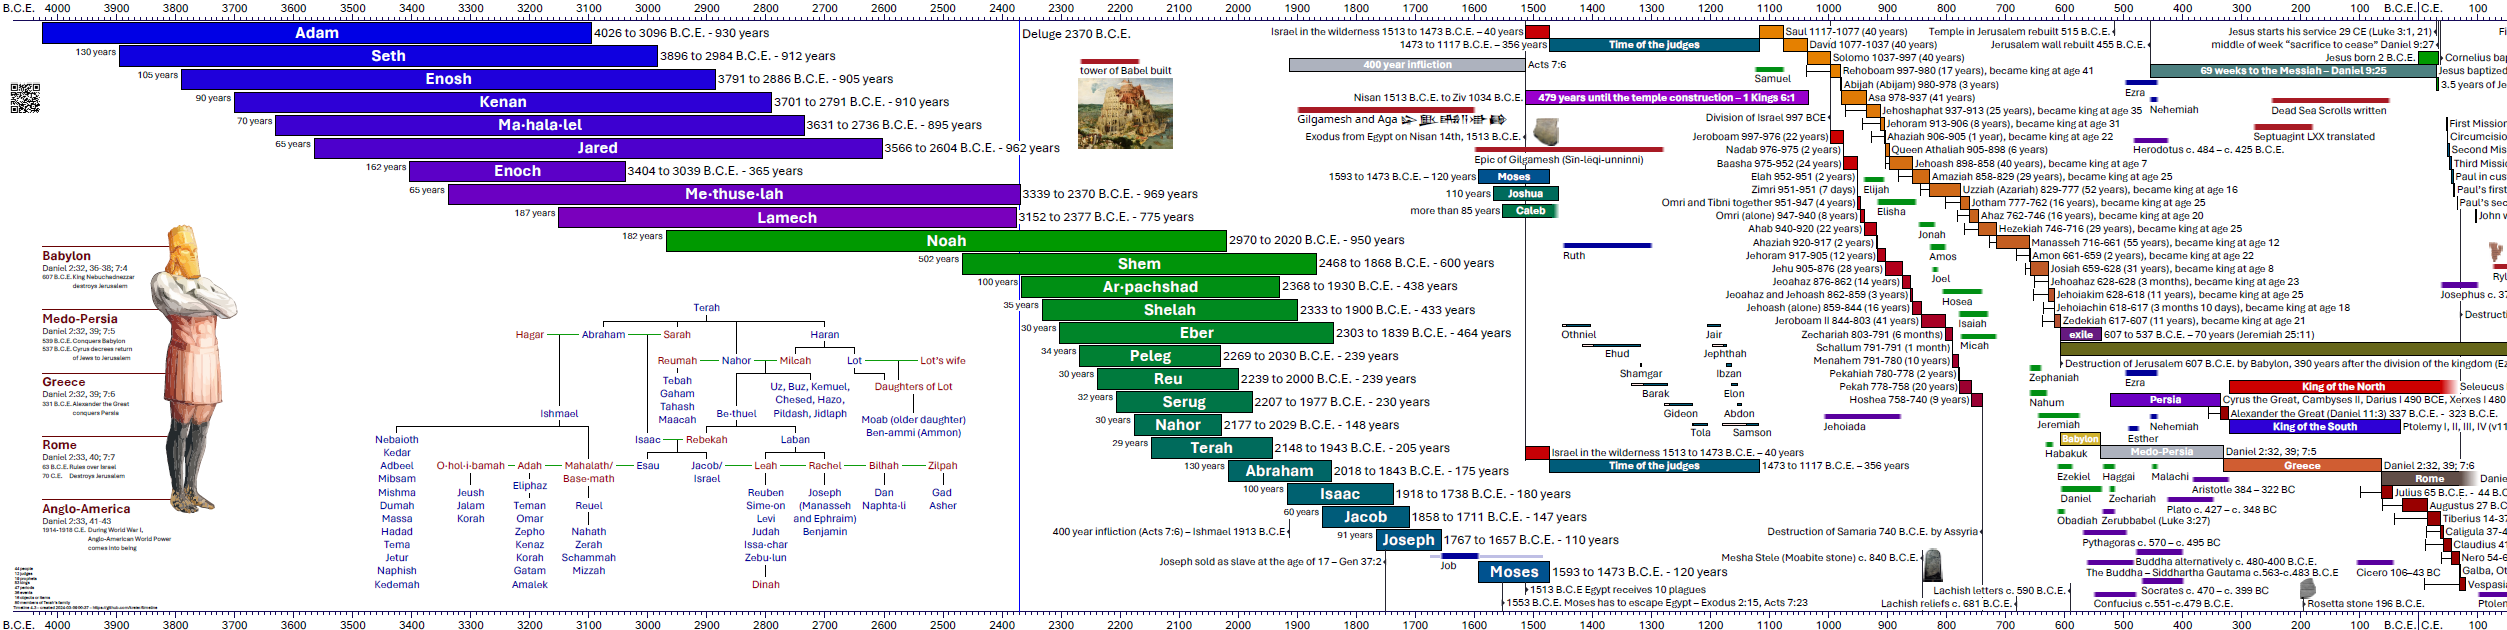 B.C.E. 4000 3900 3800 3700 3600 3500 3400 3300 3200 3100 3000 2900 2800 2700 2600 2500 2400 2300 2200 2100 2000 1900 1800 1700 1600 1500 1400 1300 1200 1100 1000 900 800 700 600 500 400 300 200 100 B.C.E. C.E. 100
Adam 4026 to 3096 B.C.E. - 930 years
130 years Seth 3896 to 2984 B.C.E. - 912 years
105 years Enosh 3791 to 2886 B.C.E. - 905 years
90 years Kenan 3701 to 2791 B.C.E. - 910 years
70 years Ma·hala·lel 3631 to 2736 B.C.E. - 895 years
65 years Jared 3566 to 2604 B.C.E. - 962 years
162 years Enoch 3404 to 3039 B.C.E. - 365 years
65 years Me·thuse·lah 3339 to 2370 B.C.E. - 969 years
187 years Lamech 3152 to 2377 B.C.E. - 775 years
182 years Noah 2970 to 2020 B.C.E. - 950 years
502 years Shem 2468 to 1868 B.C.E. - 600 years
100 years Ar·pachshad 2368 to 1930 B.C.E. - 438 years
35 years Shelah 2333 to 1900 B.C.E. - 433 years
30 years Eber 2303 to 1839 B.C.E. - 464 years
34 years Peleg 2269 to 2030 B.C.E. - 239 years
30 years Reu 2239 to 2000 B.C.E. - 239 years
32 years Serug 2207 to 1977 B.C.E. - 230 years
30 years Nahor 2177 to 2029 B.C.E. - 148 years
29 years Terah 2148 to 1943 B.C.E. - 205 years
130 years Abraham 2018 to 1843 B.C.E. - 175 years
100 years Isaac 1918 to 1738 B.C.E. - 180 years
60 years Jacob 1858 to 1711 B.C.E. - 147 years
91 years Joseph 1767 to 1657 B.C.E. - 110 years
Moses 1593 to 1473 B.C.E. - 120 years
Deluge 2370 B.C.E.
tower of Babel built
Babylon
Daniel 2:32, 36-38; 7:4
607 B.C.E. King Nebuchadnezzar
destroys Jerusalem
Medo-Persia
Daniel 2:32, 39; 7:5
539 B.C.E. Conquers Babylon
537 B.C.E. Cyrus decrees return
of Jews to Jerusalem
Greece
Daniel 2:32, 39; 7:6
331 B.C.E. Alexander the Great
conquers Persia
Rome
Daniel 2:33, 40; 7:7
63 B.C.E. Rules over Israel
70 C.E. Destroys Jerusalem
Anglo-America
Daniel 2:33, 41-43
1914-1918 C.E. During World War I,
Anglo-American World Power
comes into being
Terah
Hagar Abraham Sarah Haran
Reumah Nahor Milcah Lot Lot's wife
Tebah
Gaham
Tahash
Maacah
Uz, Buz, Kemuel,
Chesed, Hazo,
Pildash, Jidlaph
Daughters of Lot
Ishmael Be·thuel
Moab (older daughter)
Ben-ammi (Ammon)
Nebaioth
Kedar
Adbeel
Mibsam
Mishma
Dumah
Massa
Hadad
Tema
Jetur
Naphish
Kedemah
Isaac Rebekah Laban
O·hol·i·bamah Adah Mahalath/
Base·math
Esau Jacob/
Israel
Leah Rachel Bilhah Zilpah
Jeush
Jalam
Korah
Eliphaz
Teman
Omar
Zepho
Kenaz
Korah
Gatam
Amalek
Reuel
Nahath
Zerah
Schammah
Mizzah
Reuben
Sime-on
Levi
Judah
Issa-char
Zebu-lun
Dinah
Joseph
(Manasseh
and Ephraim)
Benjamin
Dan
Naphta-li
Gad
Asher
Israel in the wilderness 1513 to 1473 B.C.E. – 40 years
1473 to 1117 B.C.E. – 356 years Time of the judges
400 year infliction Acts 7:6
Samuel
Nisan 1513 B.C.E. to Ziv 1034 B.C.E. 479 years until the temple construction – 1 Kings 6:1
Gilgamesh and Aga
Division of Israel 997 BCE
Exodus from Egypt on Nisan 14th, 1513 B.C.E.
Epic of Gilgamesh (Sîn-lēqi-unninni)
1593 to 1473 B.C.E. – 120 years Moses
110 years Joshua
more than 85 years Caleb
Ruth
Othniel Jair
Ehud Jephthah
Shamgar Ibzan
Barak Elon
Gideon Abdon
Tola Samson
Israel in the wilderness 1513 to 1473 B.C.E. – 40 years
Time of the judges 1473 to 1117 B.C.E. – 356 years
400 year infliction (Acts 7:6) – Ishmael 1913 B.C.E.
Joseph sold as slave at the age of 17 – Gen 37:2
Job
1513 B.C.E Egypt receives 10 plagues
1553 B.C.E. Moses has to escape Egypt – Exodus 2:15, Acts 7:23
Saul 1117-1077 (40 years)
David 1077-1037 (40 years)
Solomo 1037-997 (40 years)
Rehoboam 997-980 (17 years), became king at age 41
Abijah (Abijam) 980-978 (3 years)
Asa 978-937 (41 years)
Jehoshaphat 937-913 (25 years), became king at age 35
Jehoram 913-906 (8 years), became king at age 31
Ahaziah 906-905 (1 year), became king at age 22
Queen Athaliah 905-898 (6 years)
Jehoash 898-858 (40 years), became king at age 7
Amaziah 858-829 (29 years), became king at age 25
Uzziah (Azariah) 829-777 (52 years), became king at age 16
Jotham 777-762 (16 years), became king at age 25
Ahaz 762-746 (16 years), became king at age 20
Hezekiah 746-716 (29 years), became king at age 25
Manasseh 716-661 (55 years), became king at age 12
Amon 661-659 (2 years), became king at age 22
Josiah 659-628 (31 years), became king at age 8
Jehoahaz 628-628 (3 months), became king at age 23
Jehoiakim 628-618 (11 years), became king at age 25
Jehoiachin 618-617 (3 months 10 days), became king at age 18
Zedekiah 617-607 (11 years), became king at age 21
exile 607 to 537 B.C.E. – 70 years (Jeremiah 25:11)
Destruction of Jerusalem 607 B.C.E. by Babylon, 390 years after the division of the kingdom (Ez
Jeroboam 997-976 (22 years)
Nadab 976-975 (2 years)
Baasha 975-952 (24 years)
Elah 952-951 (2 years)
Zimri 951-951 (7 days)
Omri and Tibni together 951-947 (4 years)
Omri (alone) 947-940 (8 years)
Ahab 940-920 (22 years)
Ahaziah 920-917 (2 years)
Jehoram 917-905 (12 years)
Jehu 905-876 (28 years)
Jeoahaz 876-862 (14 years)
Jeoahaz and Jehoash 862-859 (3 years)
Jehoash (alone) 859-844 (16 years)
Jeroboam II 844-803 (41 years)
Zechariah 803-791 (6 months)
Schallum 791-791 (1 month)
Menahem 791-780 (10 years)
Pekahiah 780-778 (2 years)
Pekah 778-758 (20 years)
Hoshea 758-740 (9 years)
Elijah
Elisha
Jonah
Amos
Joel
Hosea
Isaiah
Micah
Jehoiada
Destruction of Samaria 740 B.C.E. by Assyria
Mesha Stele (Moabite stone) c. 840 B.C.E.
Lachish letters c. 590 B.C.E.
Lachish reliefs c. 681 B.C.E.
Temple in Jerusalem rebuilt 515 B.C.E.
Jerusalem wall rebuilt 455 B.C.E.
Jesus starts his service 29 CE (Luke 3:1, 21)
middle of week "sacrifice to cease" Daniel 9:27
Jesus born 2 B.C.E. Cornelius bap
69 weeks to the Messiah – Daniel 9:25 Jesus baptized
3.5 years of Je
Ezra
Nehemiah
Dead Sea Scrolls written
Septuagint LXX translated
Herodotus c. 484 – c. 425 B.C.E.
First Mission
Circumcisio
Second Mis
Third Missi
Paul in cus
Paul's first
Paul's sec
John w
Ryl
Josephus c. 37
Destructi
Zephaniah
Nahum
Jeremiah
Habakuk
Ezekiel Haggai Malachi
Daniel Zechariah
Obadiah Zerubbabel (Luke 3:27)
Ezra
Nehemiah
Esther
King of the North Seleucus
Persia Cyrus the Great, Cambyses II, Darius I 490 BCE, Xerxes I 480
Alexander the Great (Daniel 11:3) 337 B.C.E. - 323 B.C.E.
King of the South Ptolemy I, II, III, IV (v11
Babylon
Medo-Persia Daniel 2:32, 39; 7:5
Greece Daniel 2:32, 39; 7:6
Rome Danie
Aristotle 384 – 322 BC
Plato c. 427 – c. 348 BC
Pythagoras c. 570 – c. 495 BC
Buddha alternatively c. 480-400 B.C.E.
The Buddha – Siddhartha Gautama c.563-c.483 B.C.E
Socrates c. 470 – c. 399 BC
Confucius c.551-c.479 B.C.E.
Cicero 106–43 BC
Rosetta stone 196 B.C.E.
Julius 65 B.C.E. - 44 B.C
Augustus 27 B.C
Tiberius 14-37
Caligula 37-4
Claudius 41
Nero 54-6
Galba, Ot
Vespasi
Ptolen
B.C.E. 4000 3900 3800 3700 3600 3500 3400 3300 3200 3100 3000 2900 2800 2700 2600 2500 2400 2300 2200 2100 2000 1900 1800 1700 1600 1500 1400 1300 1200 1100 1000 900 800 700 600 500 400 300 200 100 B.C.E. C.E. 100